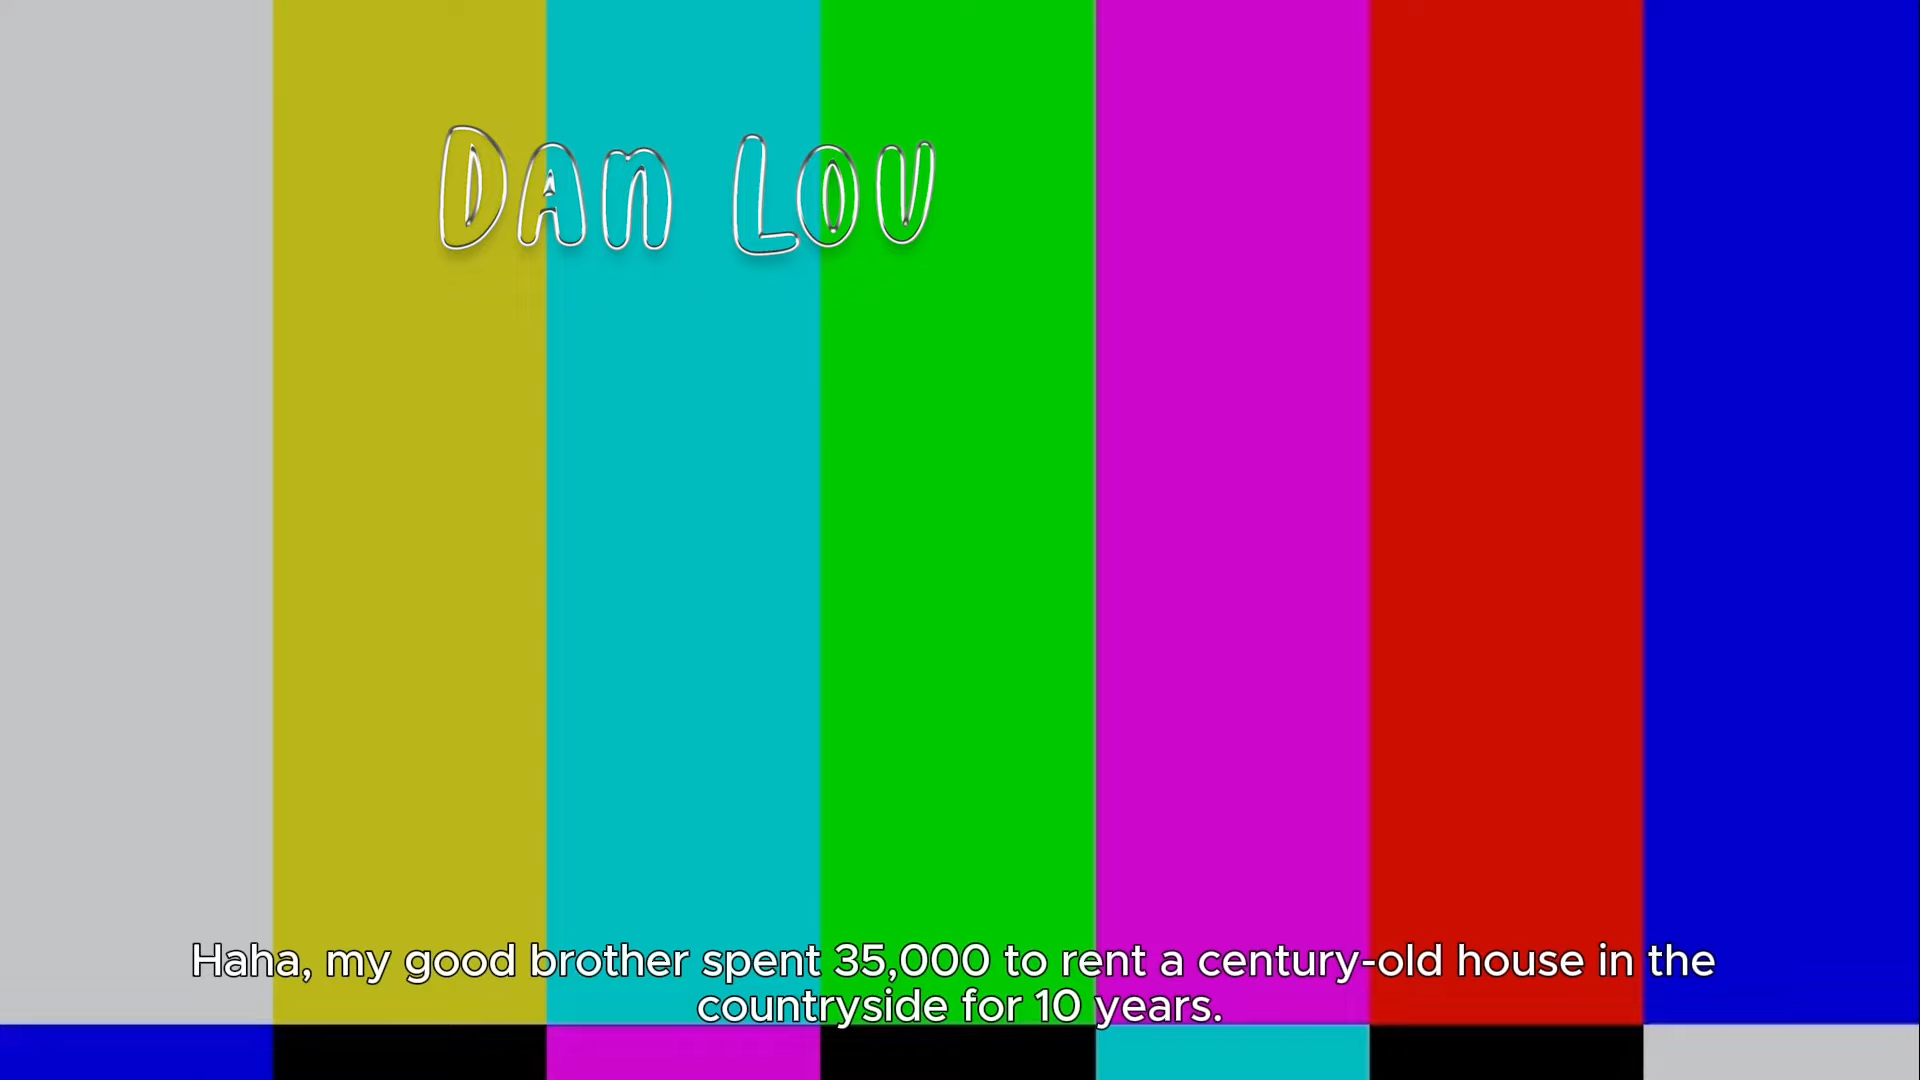 Dan Lou
Haha, my good brother spent 35,000 to rent a century-old house in the
countryside for 10 years.